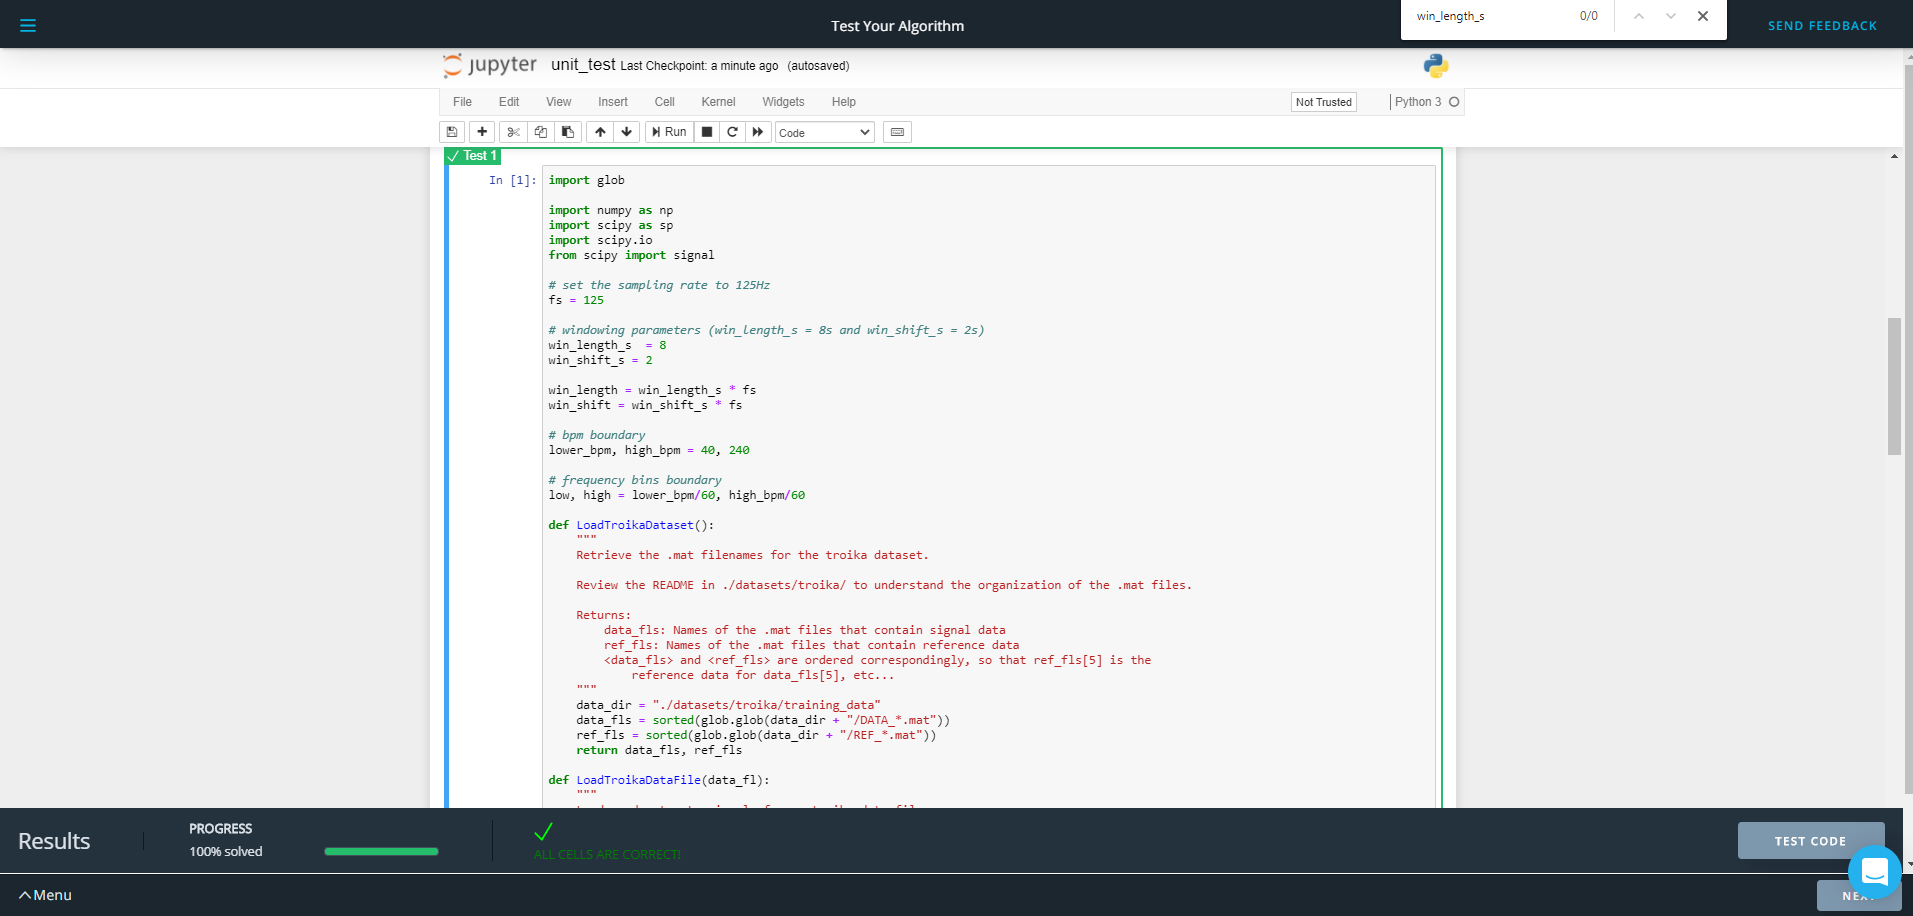 Test Your Algorithm
win_length_s 0/0
SEND FEEDBACK
jupyter unit_test Last Checkpoint: a minute ago (autosaved)
File Edit View Insert Cell Kernel Widgets Help
Not Trusted Python 3
Run Code
Test 1
In [1]: import glob
import numpy as np
import scipy as sp
import scipy.io
from scipy import signal
# set the sampling rate to 125Hz
fs = 125
# windowing parameters (win_length_s = 8s and win_shift_s = 2s)
win_length_s  = 8
win_shift_s = 2
win_length = win_length_s * fs
win_shift = win_shift_s * fs
# bpm boundary
lower_bpm, high_bpm = 40, 240
# frequency bins boundary
low, high = lower_bpm/60, high_bpm/60
def LoadTroikaDataset():
"""
Retrieve the .mat filenames for the troika dataset.
Review the README in ./datasets/troika/ to understand the organization of the .mat files.
Returns:
data_fls: Names of the .mat files that contain signal data
ref_fls: Names of the .mat files that contain reference data
<data_fls> and <ref_fls> are ordered correspondingly, so that ref_fls[5] is the
reference data for data_fls[5], etc...
"""
data_dir = "./datasets/troika/training_data"
data_fls = sorted(glob.glob(data_dir + "/DATA_*.mat"))
ref_fls = sorted(glob.glob(data_dir + "/REF_*.mat"))
return data_fls, ref_fls
def LoadTroikaDataFile(data_fl):
"""
Results
PROGRESS
100% solved
ALL CELLS ARE CORRECT!
TEST CODE
Menu